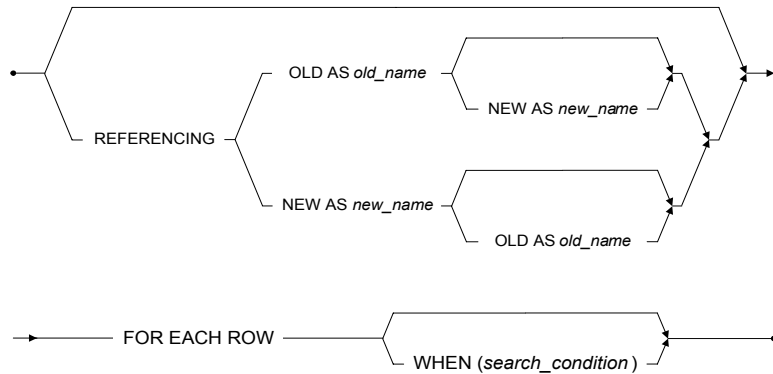 OLD AS old_name
NEW AS new_name
REFERENCING
NEW AS new_name
OLD AS old_name
FOR EACH ROW
WHEN (search_condition)